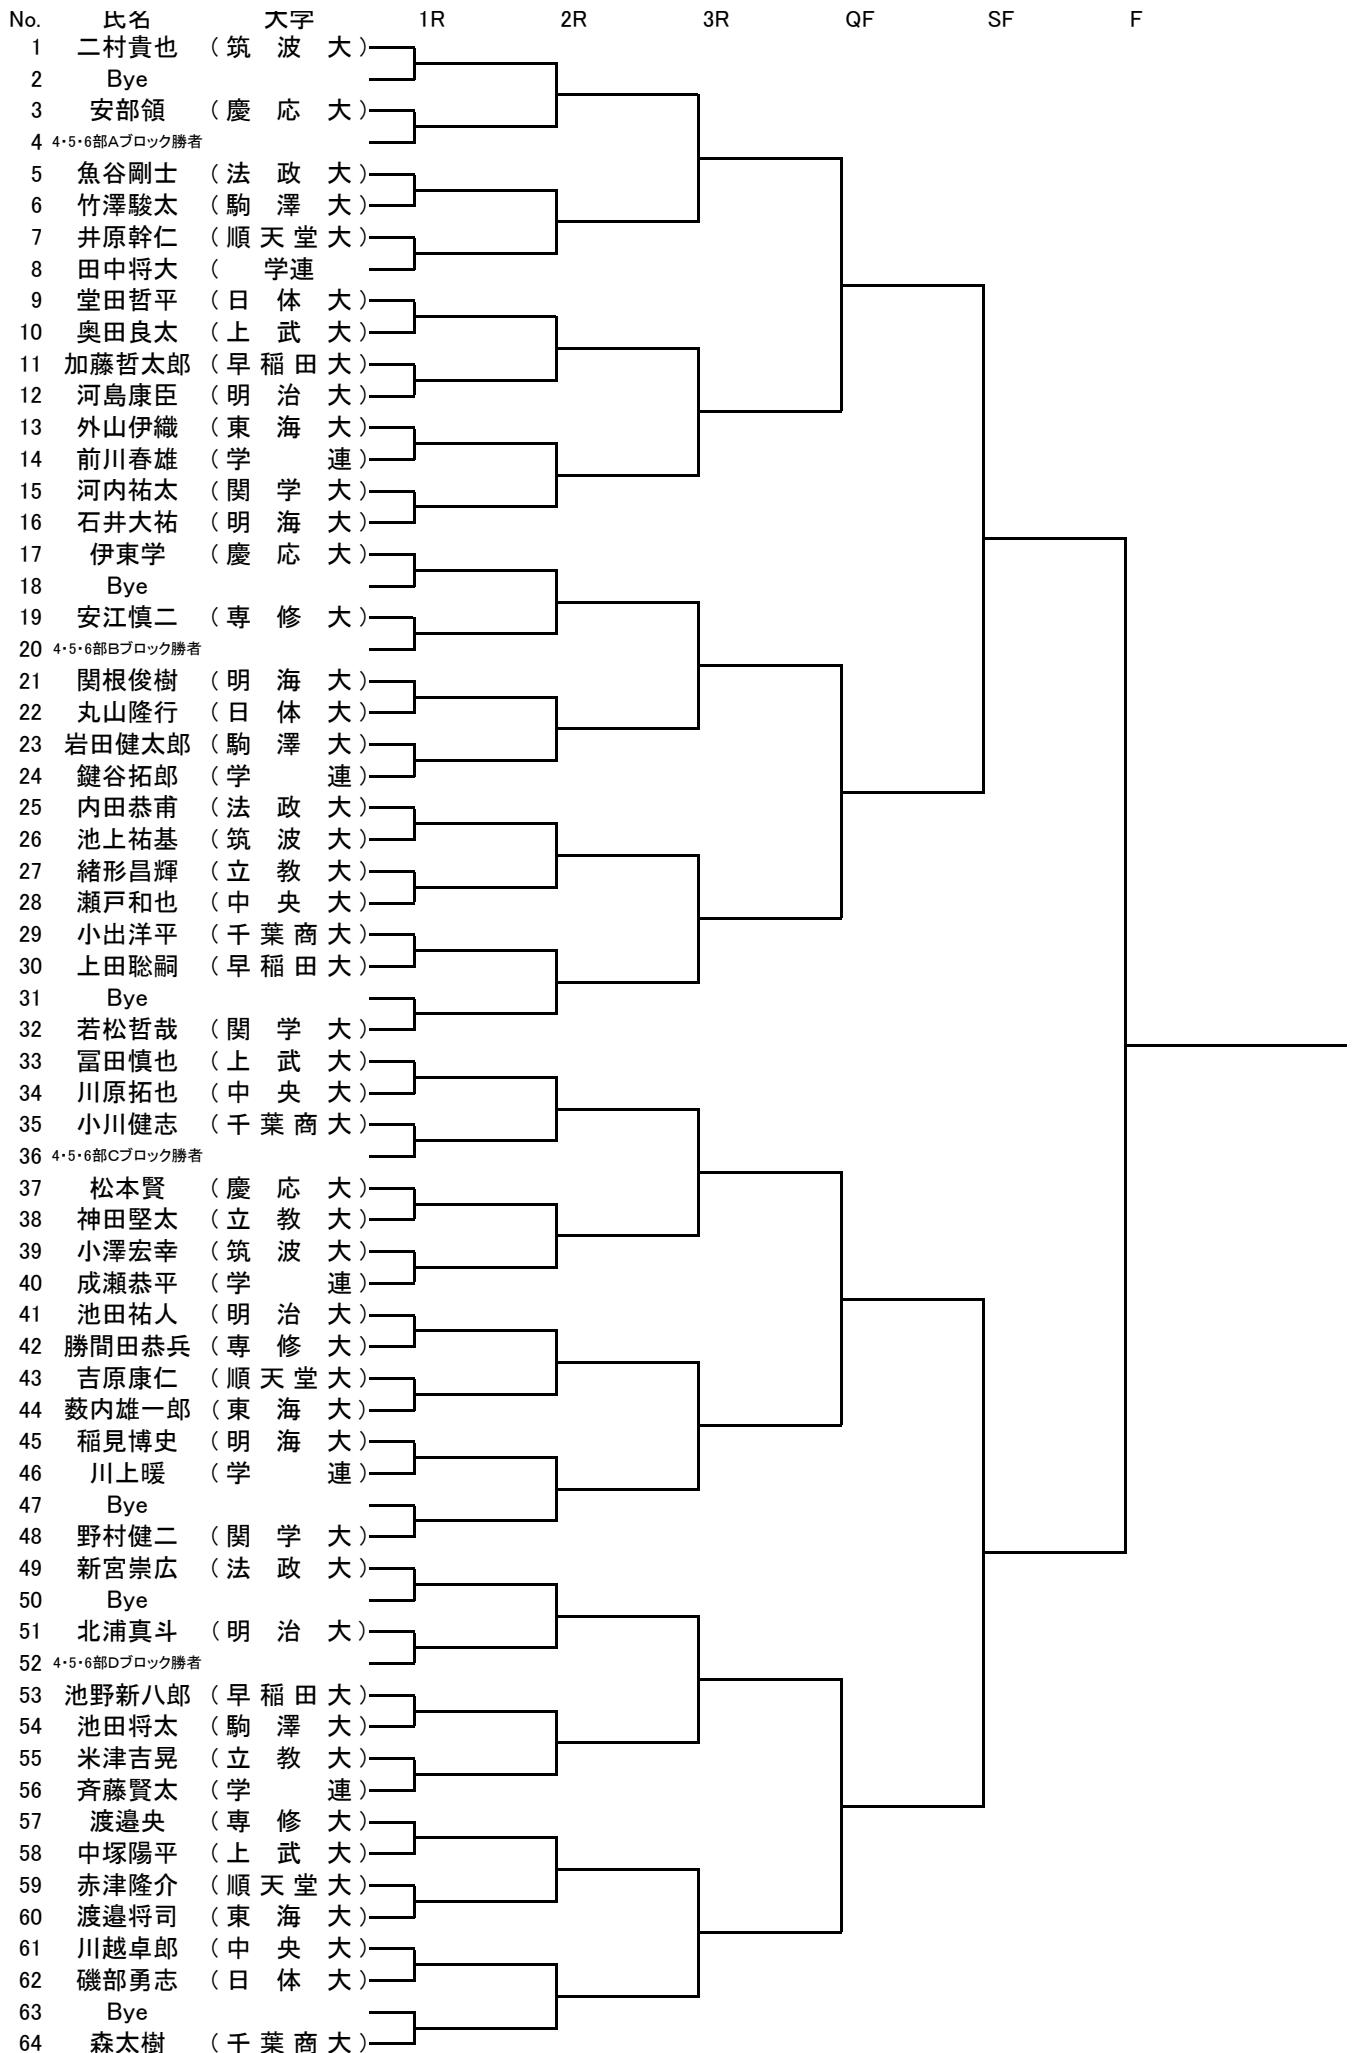 No. 氏名 大学 1R 2R 3R QF SF F
1 二村貴也 （筑波大）
2 Bye
3 安部領 （慶応大）
4 4・5・6部Aブロック勝者
5 魚谷剛士 （法政大）
6 竹澤駿太 （駒澤大）
7 井原幹仁 （順天堂大）
8 田中将大 （ 学連
9 堂田哲平 （日体大）
10 奥田良太 （上武大）
11 加藤哲太郎 （早稲田大）
12 河島康臣 （明治大）
13 外山伊織 （東海大）
14 前川春雄 （学連）
15 河内祐太 （関学大）
16 石井大祐 （明海大）
17 伊東学 （慶応大）
18 Bye
19 安江慎二 （専修大）
20 4・5・6部Bブロック勝者
21 関根俊樹 （明海大）
22 丸山隆行 （日体大）
23 岩田健太郎 （駒澤大）
24 鍵谷拓郎 （学連）
25 内田恭甫 （法政大）
26 池上祐基 （筑波大）
27 緒形昌輝 （立教大）
28 瀬戸和也 （中央大）
29 小出洋平 （千葉商大）
30 上田聡嗣 （早稲田大）
31 Bye
32 若松哲哉 （関学大）
33 冨田慎也 （上武大）
34 川原拓也 （中央大）
35 小川健志 （千葉商大）
36 4・5・6部Cブロック勝者
37 松本賢 （慶応大）
38 神田堅太 （立教大）
39 小澤宏幸 （筑波大）
40 成瀬恭平 （学連）
41 池田祐人 （明治大）
42 勝間田恭兵 （専修大）
43 吉原康仁 （順天堂大）
44 薮内雄一郎 （東海大）
45 稲見博史 （明海大）
46 川上暖 （学連）
47 Bye
48 野村健二 （関学大）
49 新宮崇広 （法政大）
50 Bye
51 北浦真斗 （明治大）
52 4・5・6部Dブロック勝者
53 池野新八郎 （早稲田大）
54 池田将太 （駒澤大）
55 米津吉晃 （立教大）
56 斉藤賢太 （学連）
57 渡邉央 （専修大）
58 中塚陽平 （上武大）
59 赤津隆介 （順天堂大）
60 渡邉将司 （東海大）
61 川越卓郎 （中央大）
62 磯部勇志 （日体大）
63 Bye
64 森太樹 （千葉商大）